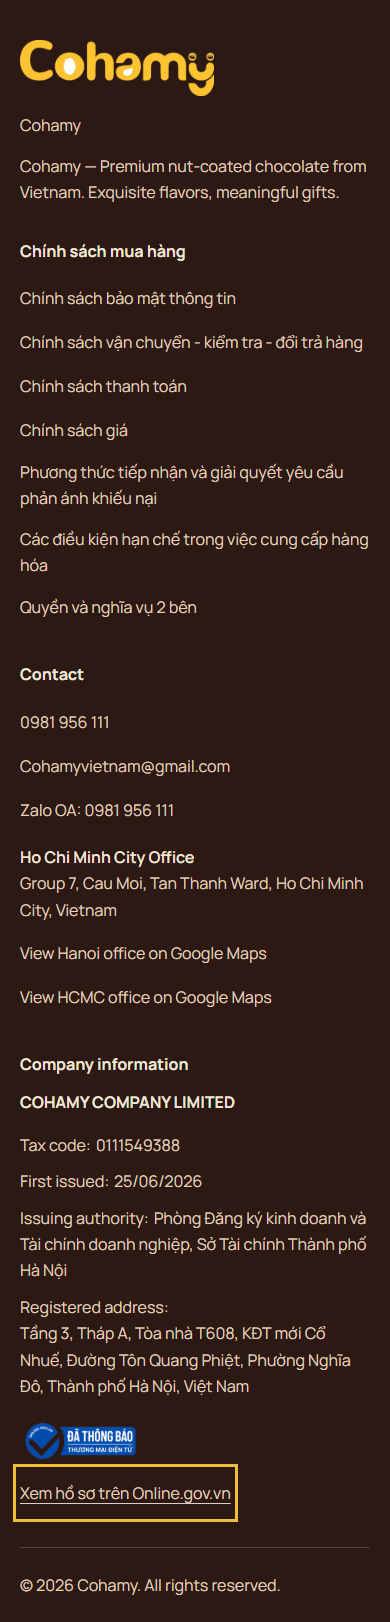 Cohamy
Cohamy
Cohamy — Premium nut-coated chocolate from
Vietnam. Exquisite flavors, meaningful gifts.
Chính sách mua hàng
Chính sách bảo mật thông tin
Chính sách vận chuyển - kiểm tra - đổi trả hàng
Chính sách thanh toán
Chính sách giá
Phương thức tiếp nhận và giải quyết yêu cầu
phản ánh khiếu nại
Các điều kiện hạn chế trong việc cung cấp hàng
hóa
Quyền và nghĩa vụ 2 bên
Contact
0981 956 111
Cohamyvietnam@gmail.com
Zalo OA: 0981 956 111
Ho Chi Minh City Office
Group 7, Cau Moi, Tan Thanh Ward, Ho Chi Minh
City, Vietnam
View Hanoi office on Google Maps
View HCMC office on Google Maps
Company information
COHAMY COMPANY LIMITED
Tax code: 0111549388
First issued: 25/06/2026
Issuing authority: Phòng Đăng ký kinh doanh và
Tài chính doanh nghiệp, Sở Tài chính Thành phố
Hà Nội
Registered address:
Tầng 3, Tháp A, Tòa nhà T608, KĐT mới Cổ
Nhuế, Đường Tôn Quang Phiệt, Phường Nghĩa
Đô, Thành phố Hà Nội, Việt Nam
ĐÃ THÔNG BÁO
THƯƠNG MẠI ĐIỆN TỬ
Xem hồ sơ trên Online.gov.vn
© 2026 Cohamy. All rights reserved.